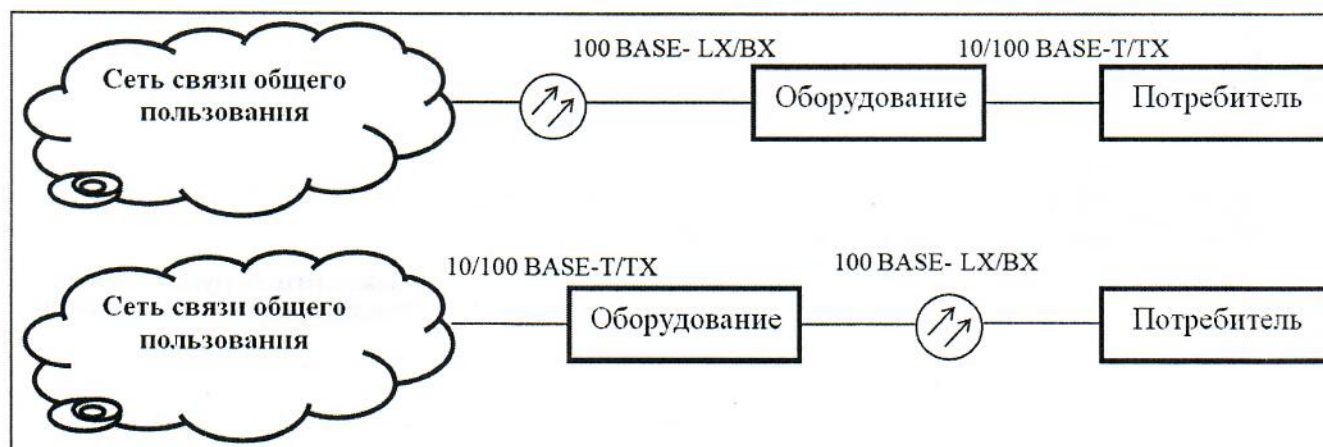 100 BASE- LX/BX 10/100 BASE-T/TX
Сеть связи общего
пользования
Оборудование
Потребитель
10/100 BASE-T/TX 100 BASE- LX/BX
Сеть связи общего
пользования
Оборудование
Потребитель